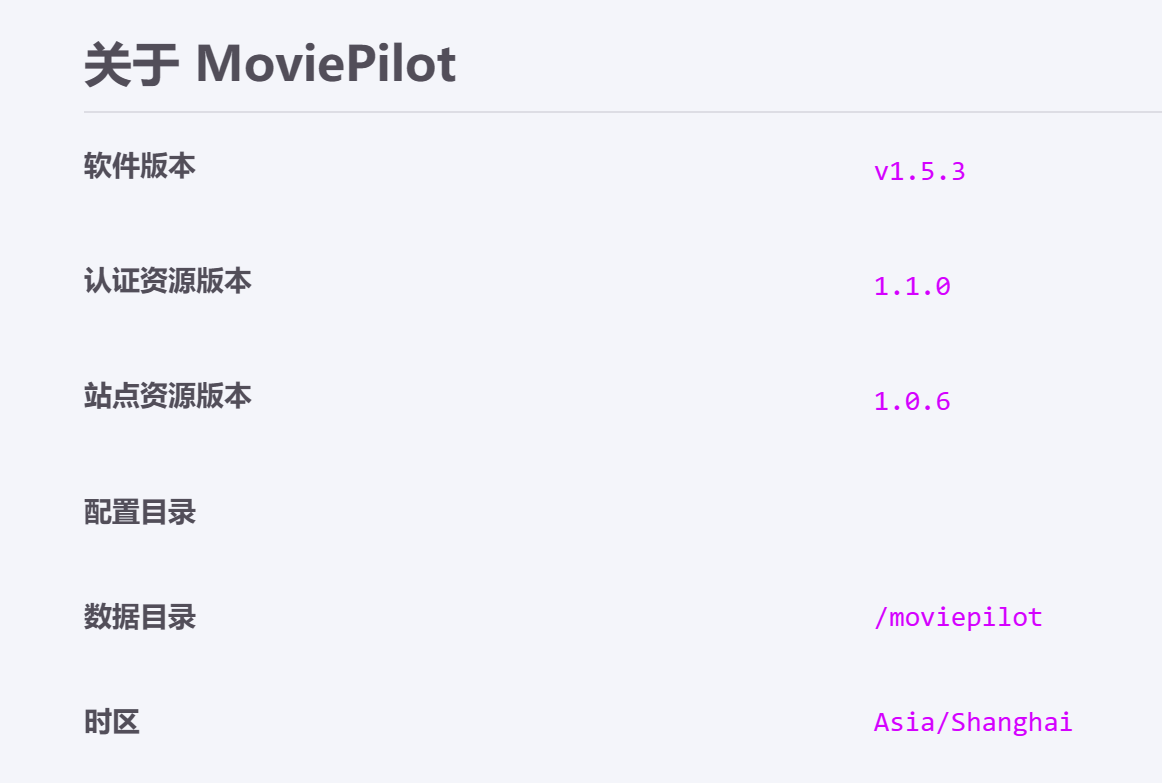 关于 MoviePilot
软件版本 v1.5.3
认证资源版本 1.1.0
站点资源版本 1.0.6
配置目录
数据目录 /moviepilot
时区 Asia/Shanghai